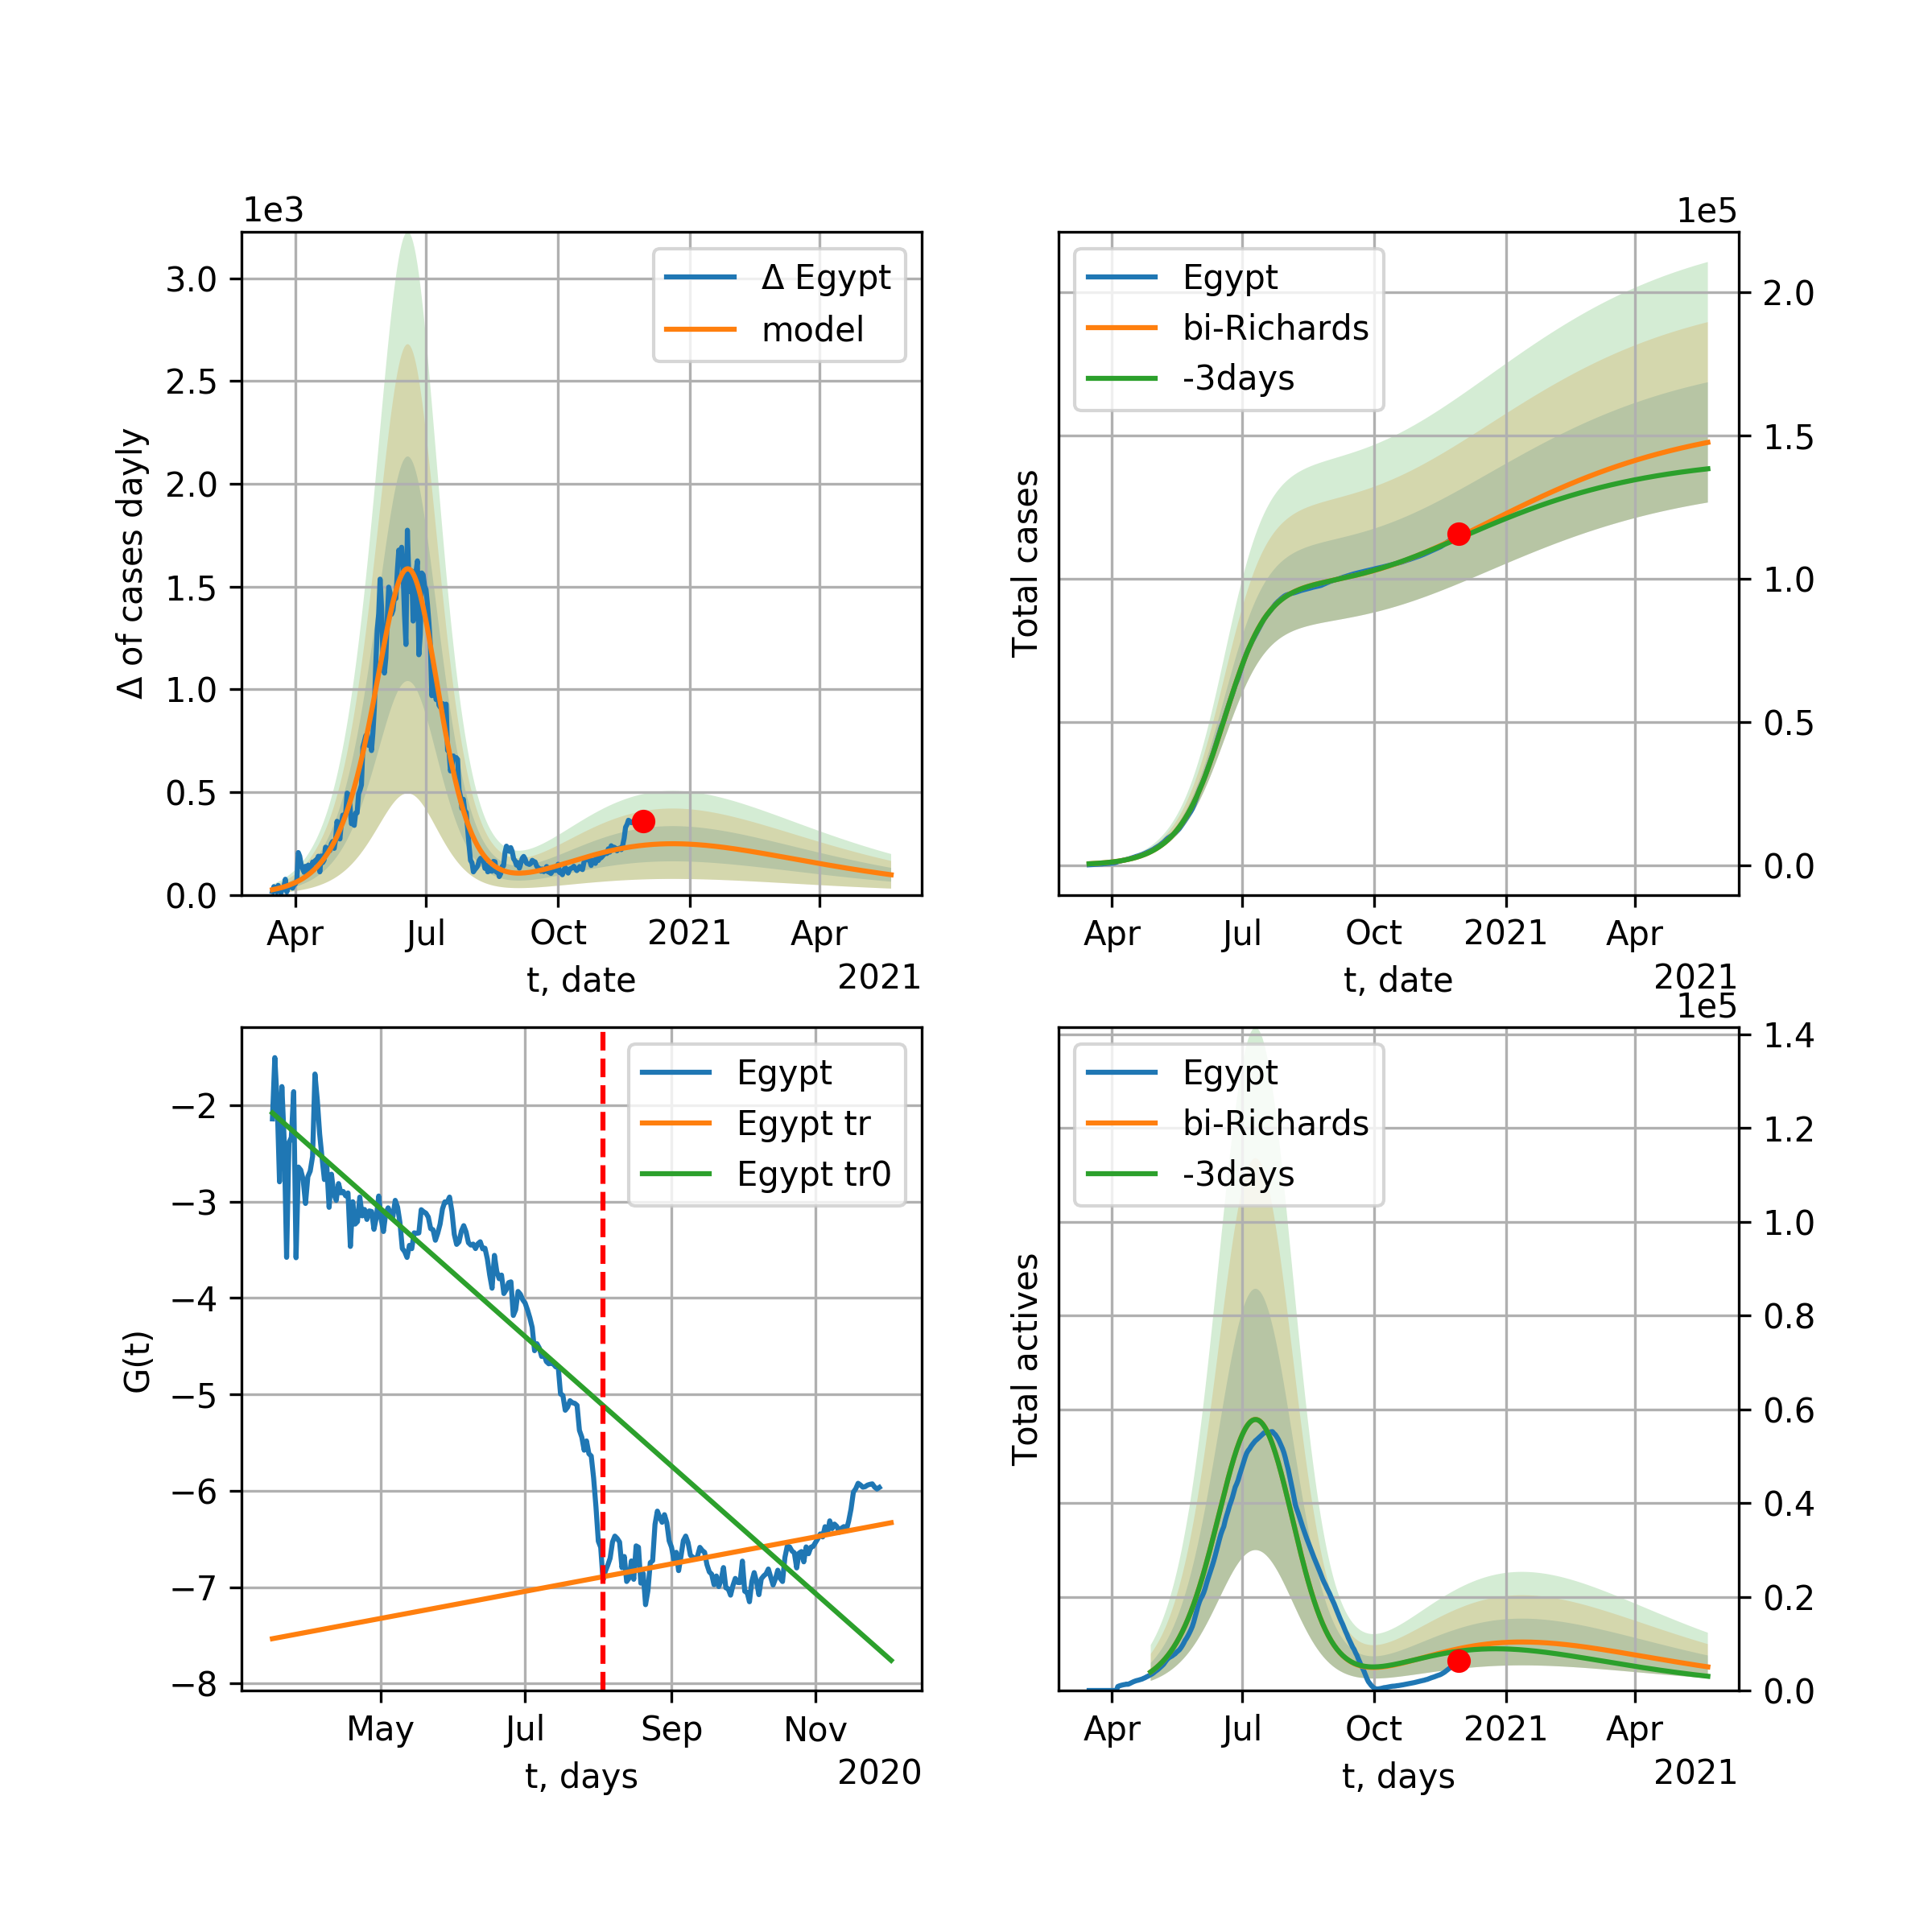 1e3
3.0
2.5
2.0
1.5
1.0
0.5
0.0
Δ of cases dayly
Δ Egypt
model
Apr Jul Oct 2021 Apr
t, date
2021
1e5
2.0
1.5
1.0
0.5
0.0
Total cases
Egypt
bi-Richards
-3days
Apr Jul Oct 2021 Apr
t, date
2021
−2
−3
−4
−5
−6
−7
−8
G(t)
Egypt
Egypt tr
Egypt tr0
May Jul Sep Nov
t, days
2020
1e5
1.4
1.2
1.0
0.8
0.6
0.4
0.2
0.0
Total actives
Egypt
bi-Richards
-3days
Apr Jul Oct 2021 Apr
t, days
2021